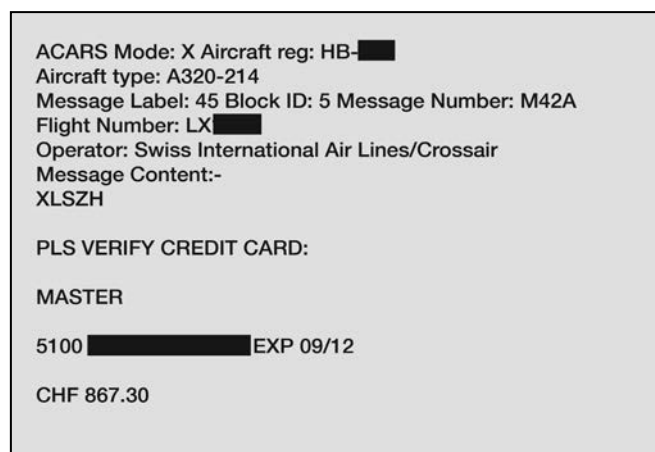 ACARS Mode: X Aircraft reg: HB-
Aircraft type: A320-214
Message Label: 45 Block ID: 5 Message Number: M42A
Flight Number: LX
Operator: Swiss International Air Lines/Crossair
Message Content:-
XLSZH
PLS VERIFY CREDIT CARD:
MASTER
5100 EXP 09/12
CHF 867.30